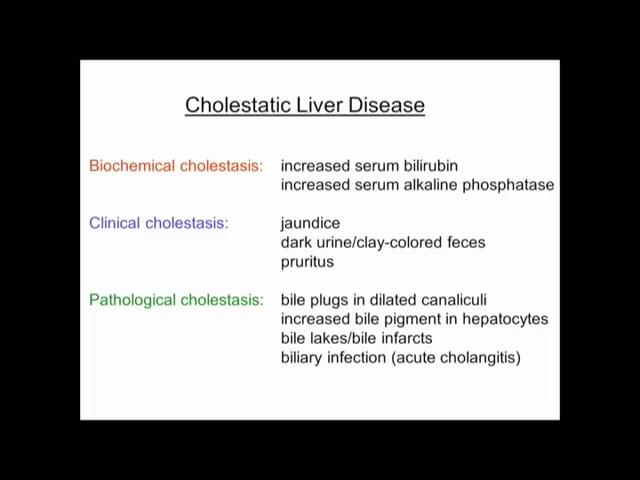 Cholestatic Liver Disease
Biochemical cholestasis: increased serum bilirubin
increased serum alkaline phosphatase
Clinical cholestasis: jaundice
dark urine/clay-colored feces
pruritus
Pathological cholestasis: bile plugs in dilated canaliculi
increased bile pigment in hepatocytes
bile lakes/bile infarcts
biliary infection (acute cholangitis)